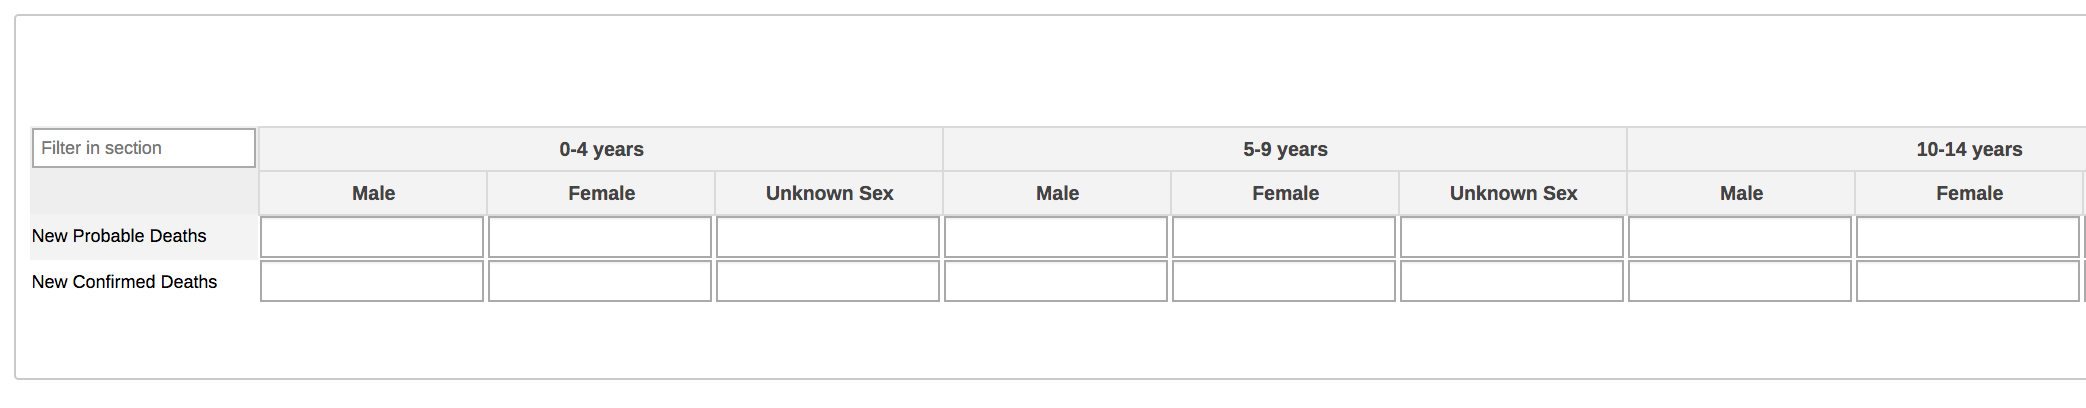 Filter in section 0-4 years 5-9 years 10-14 years
Male Female Unknown Sex Male Female Unknown Sex Male Female
New Probable Deaths
New Confirmed Deaths